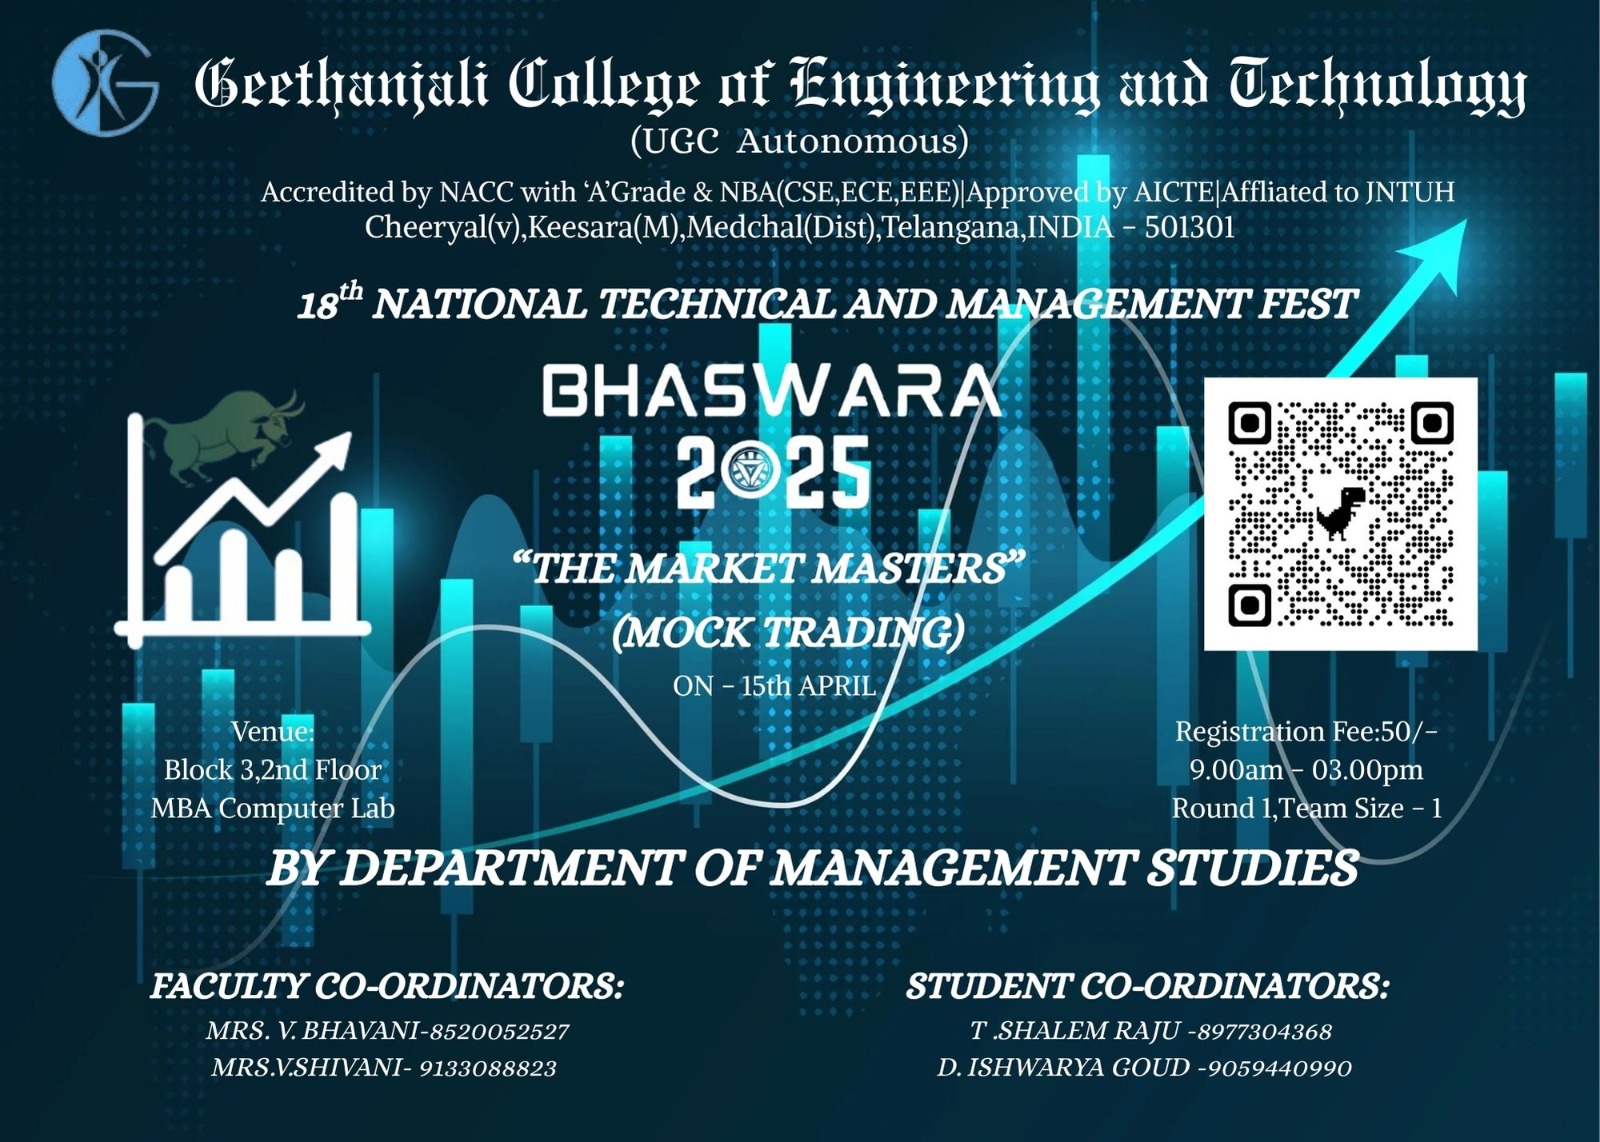 Geethanjali College of Engineering and Technology
(UGC Autonomous)
Accredited by NACC with ‘A’Grade & NBA(CSE,ECE,EEE)|Approved by AICTE|Affliated to JNTUH
Cheeryal(v),Keesara(M),Medchal(Dist),Telangana,INDIA - 501301
18th NATIONAL TECHNICAL AND MANAGEMENT FEST
BHASWARA
2025
“THE MARKET MASTERS”
(MOCK TRADING)
ON - 15th APRIL
Venue:
Block 3,2nd Floor
MBA Computer Lab
Registration Fee:50/-
9.00am - 03.00pm
Round 1,Team Size - 1
BY DEPARTMENT OF MANAGEMENT STUDIES
FACULTY CO-ORDINATORS:
MRS. V. BHAVANI-8520052527
MRS.V.SHIVANI- 9133088823
STUDENT CO-ORDINATORS:
T .SHALEM RAJU -8977304368
D. ISHWARYA GOUD -9059440990